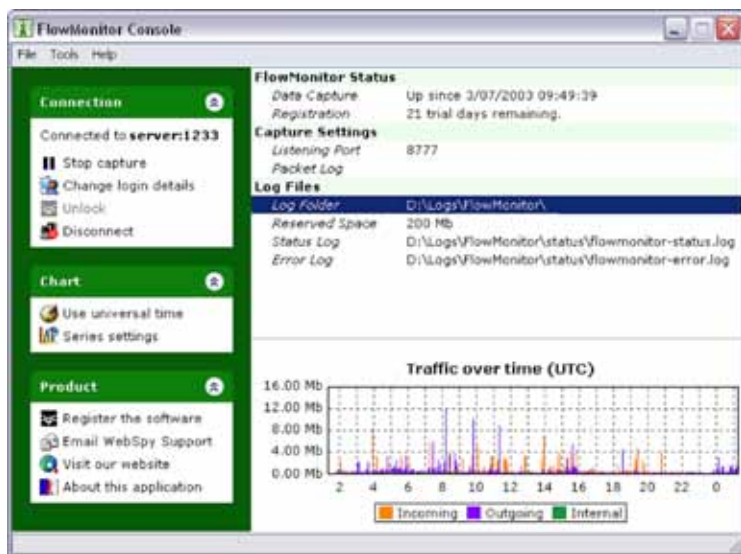 FlowMonitor Console
File Tools Help
Connection
Connected to server:1233
Stop capture
Change login details
Unlock
Disconnect
Chart
Use universal time
Series settings
Product
Register the software
Email WebSpy Support
Visit our website
About this application
FlowMonitor Status
Data Capture Up since 3/07/2003 09:49:39
Registration 21 trial days remaining.
Capture Settings
Listening Port 8777
Packet Log
Log Files
Log Folder D:\Logs\FlowMonitor\
Reserved Space 200 Mb
Status Log D:\Logs\FlowMonitor\status\flowmonitor-status.log
Error Log D:\Logs\FlowMonitor\status\flowmonitor-error.log
Traffic over time (UTC)
16.00 Mb
12.00 Mb
8.00 Mb
4.00 Mb
0.00 Mb
2 4 6 8 10 12 14 16 18 20 22 0
Incoming Outgoing Internal